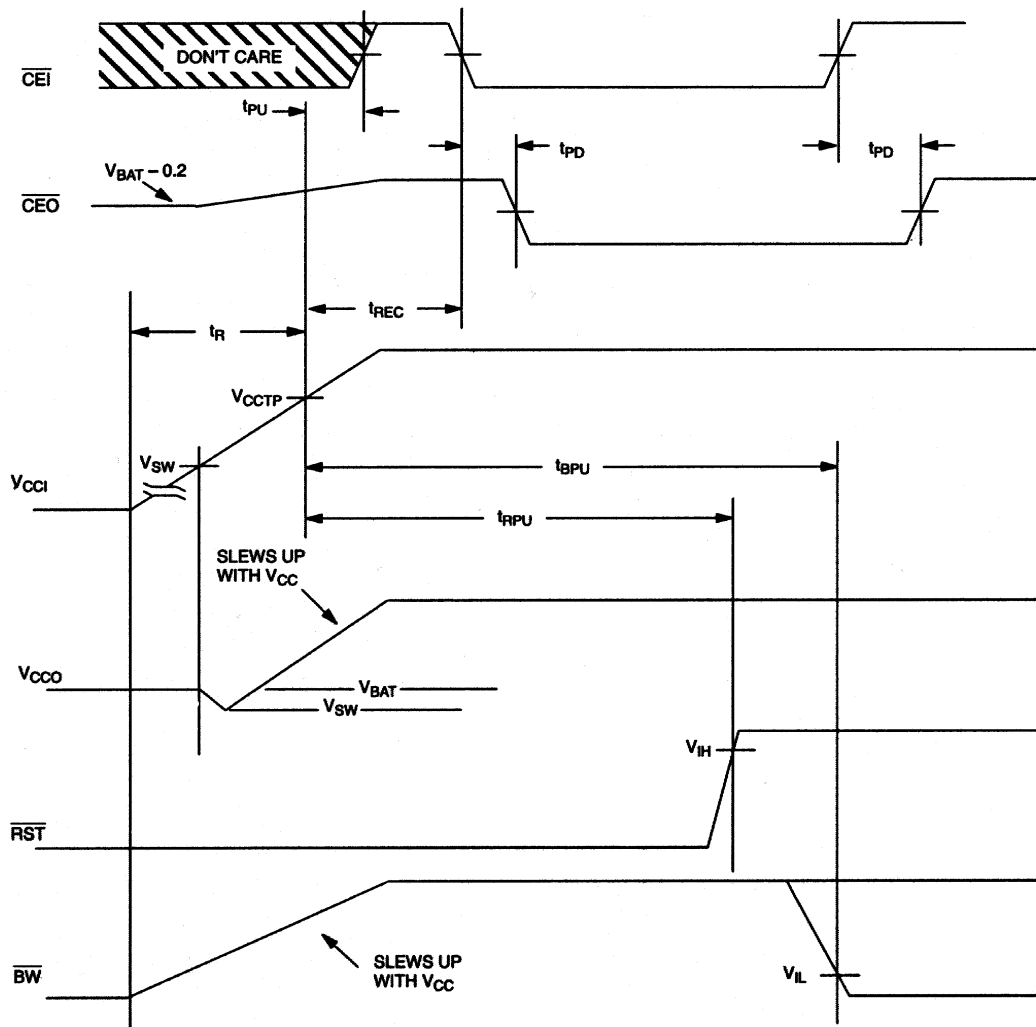 DON'T CARE
CEI
tPU
tPD
tPD
VBAT – 0.2
CEO
tREC
tR
VCCTP
VSW
tBPU
VCCI
tRPU
SLEWS UP
WITH VCC
VCCO
VBAT
VSW
VIH
RST
SLEWS UP
WITH VCC
BW
VIL